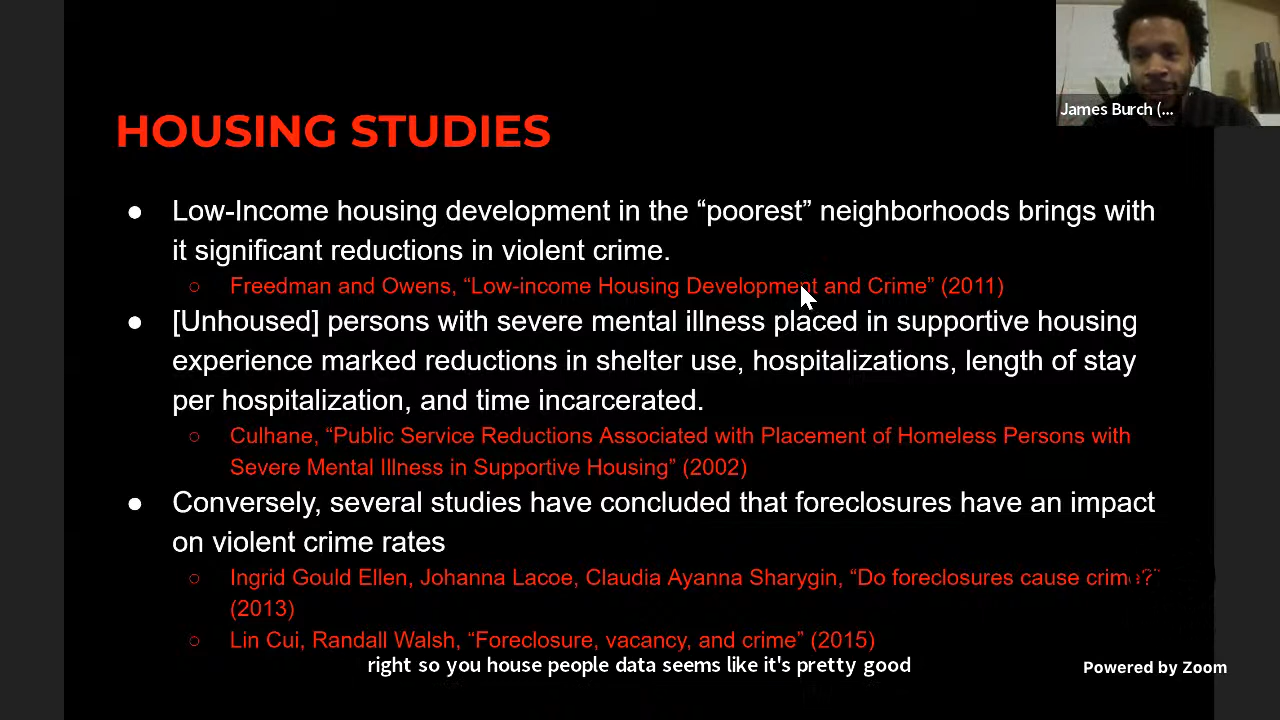 James Burch (...
HOUSING STUDIES
● Low-Income housing development in the “poorest” neighborhoods brings with
it significant reductions in violent crime.
○ Freedman and Owens, “Low-income Housing Development and Crime” (2011)
● [Unhoused] persons with severe mental illness placed in supportive housing
experience marked reductions in shelter use, hospitalizations, length of stay
per hospitalization, and time incarcerated.
○ Culhane, “Public Service Reductions Associated with Placement of Homeless Persons with
Severe Mental Illness in Supportive Housing” (2002)
● Conversely, several studies have concluded that foreclosures have an impact
on violent crime rates
○ Ingrid Gould Ellen, Johanna Lacoe, Claudia Ayanna Sharygin, “Do foreclosures cause crime?”
(2013)
○ Lin Cui, Randall Walsh, “Foreclosure, vacancy, and crime” (2015)
right so you house people data seems like it's pretty good
Powered by Zoom